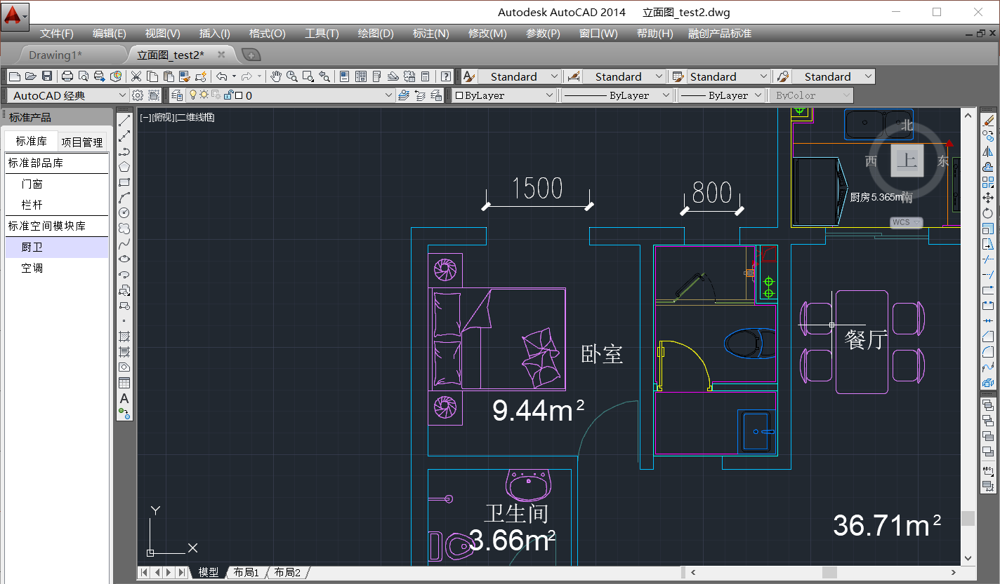 Autodesk AutoCAD 2014 立面图_test2.dwg
文件(F) 编辑(E) 视图(V) 插入(I) 格式(O) 工具(T) 绘图(D) 标注(N) 修改(M) 参数(P) 窗口(W) 帮助(H) 融创产品标准
Drawing1* 立面图_test2*
Standard Standard Standard Standard
AutoCAD 经典 0 ByLayer ByLayer ByLayer ByColor
标准产品
标准库 项目管理
标准部品库
门窗
栏杆
标准空间模块库
厨卫
空调
[−][俯视][二维线框]
北
西 上 东
南
厨房5.365m
WCS
1500
800
卧室
9.44m²
餐厅
卫生间
3.66m²
36.71m²
Y
X
A
ABC
模型 布局1 布局2